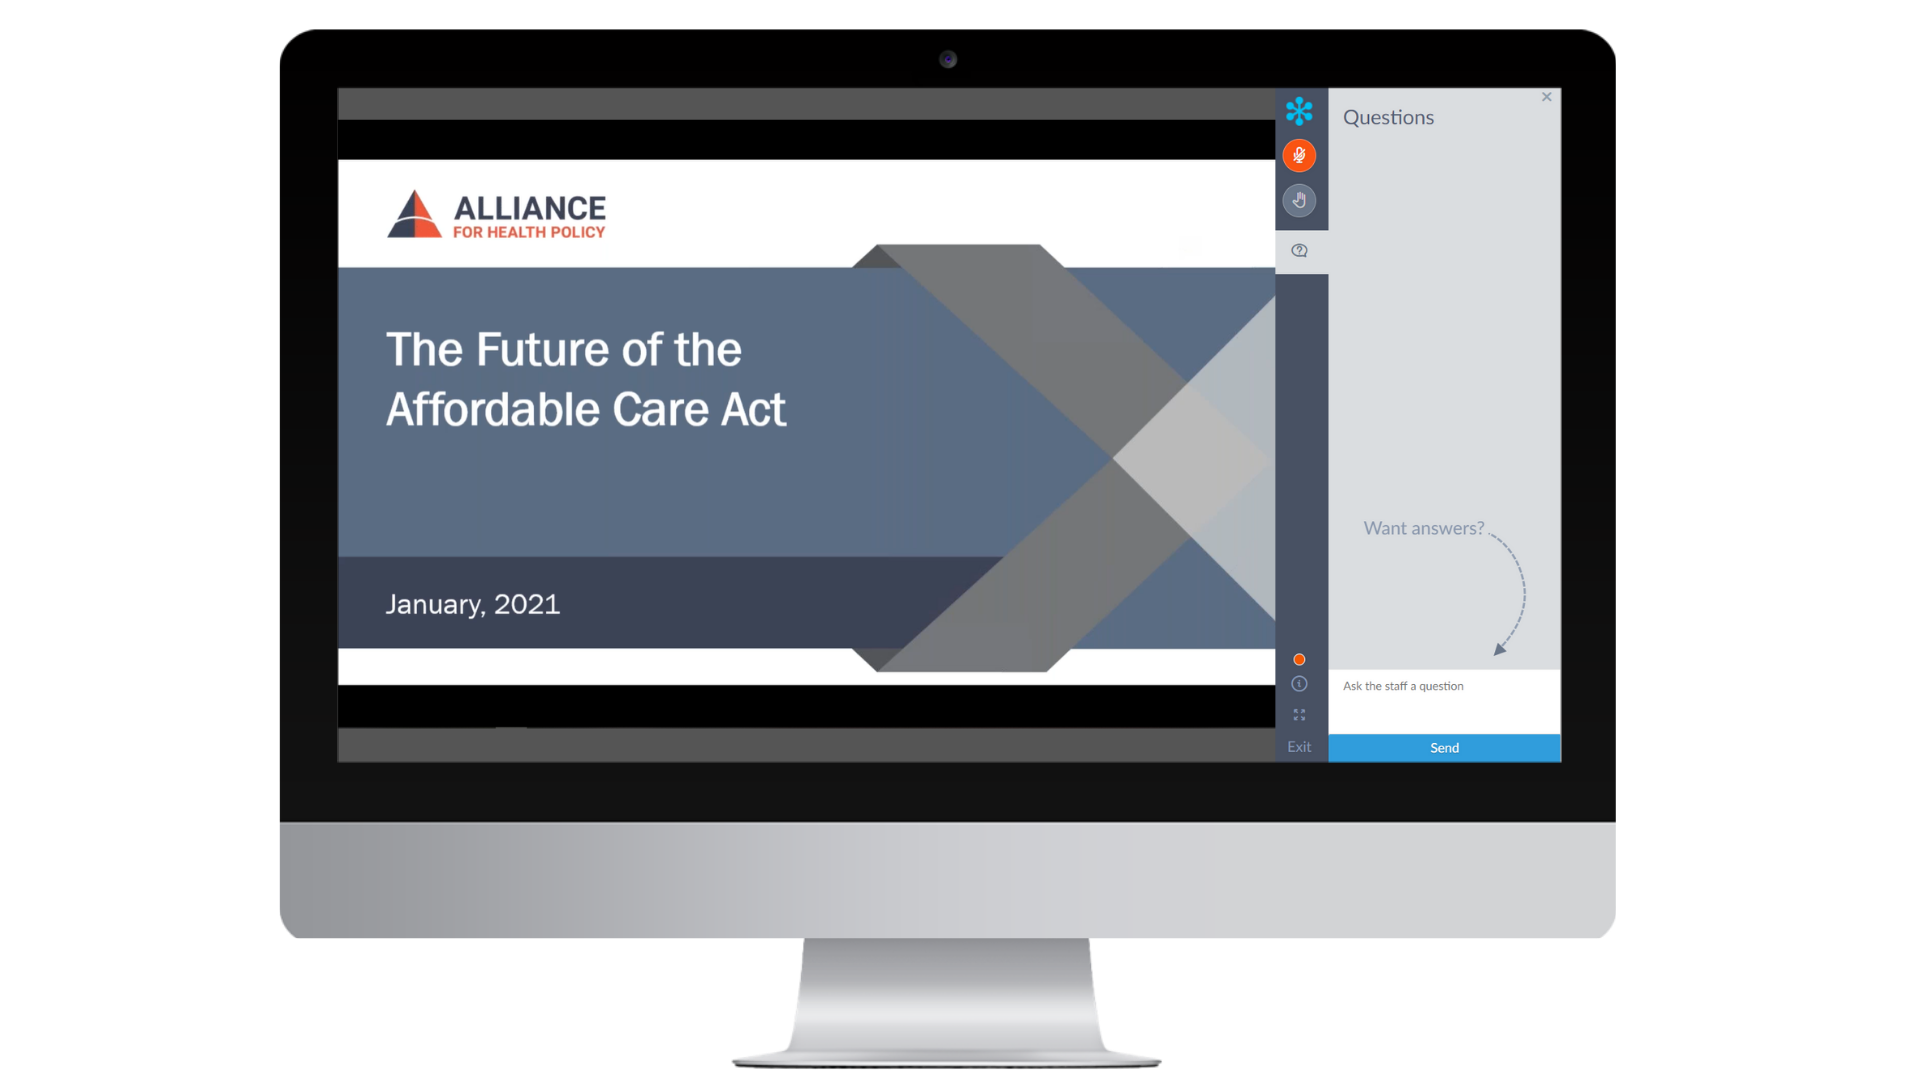 ALLIANCE
FOR HEALTH POLICY
The Future of the
Affordable Care Act
January, 2021
Questions
Want answers?
Ask the staff a question
Send
Exit